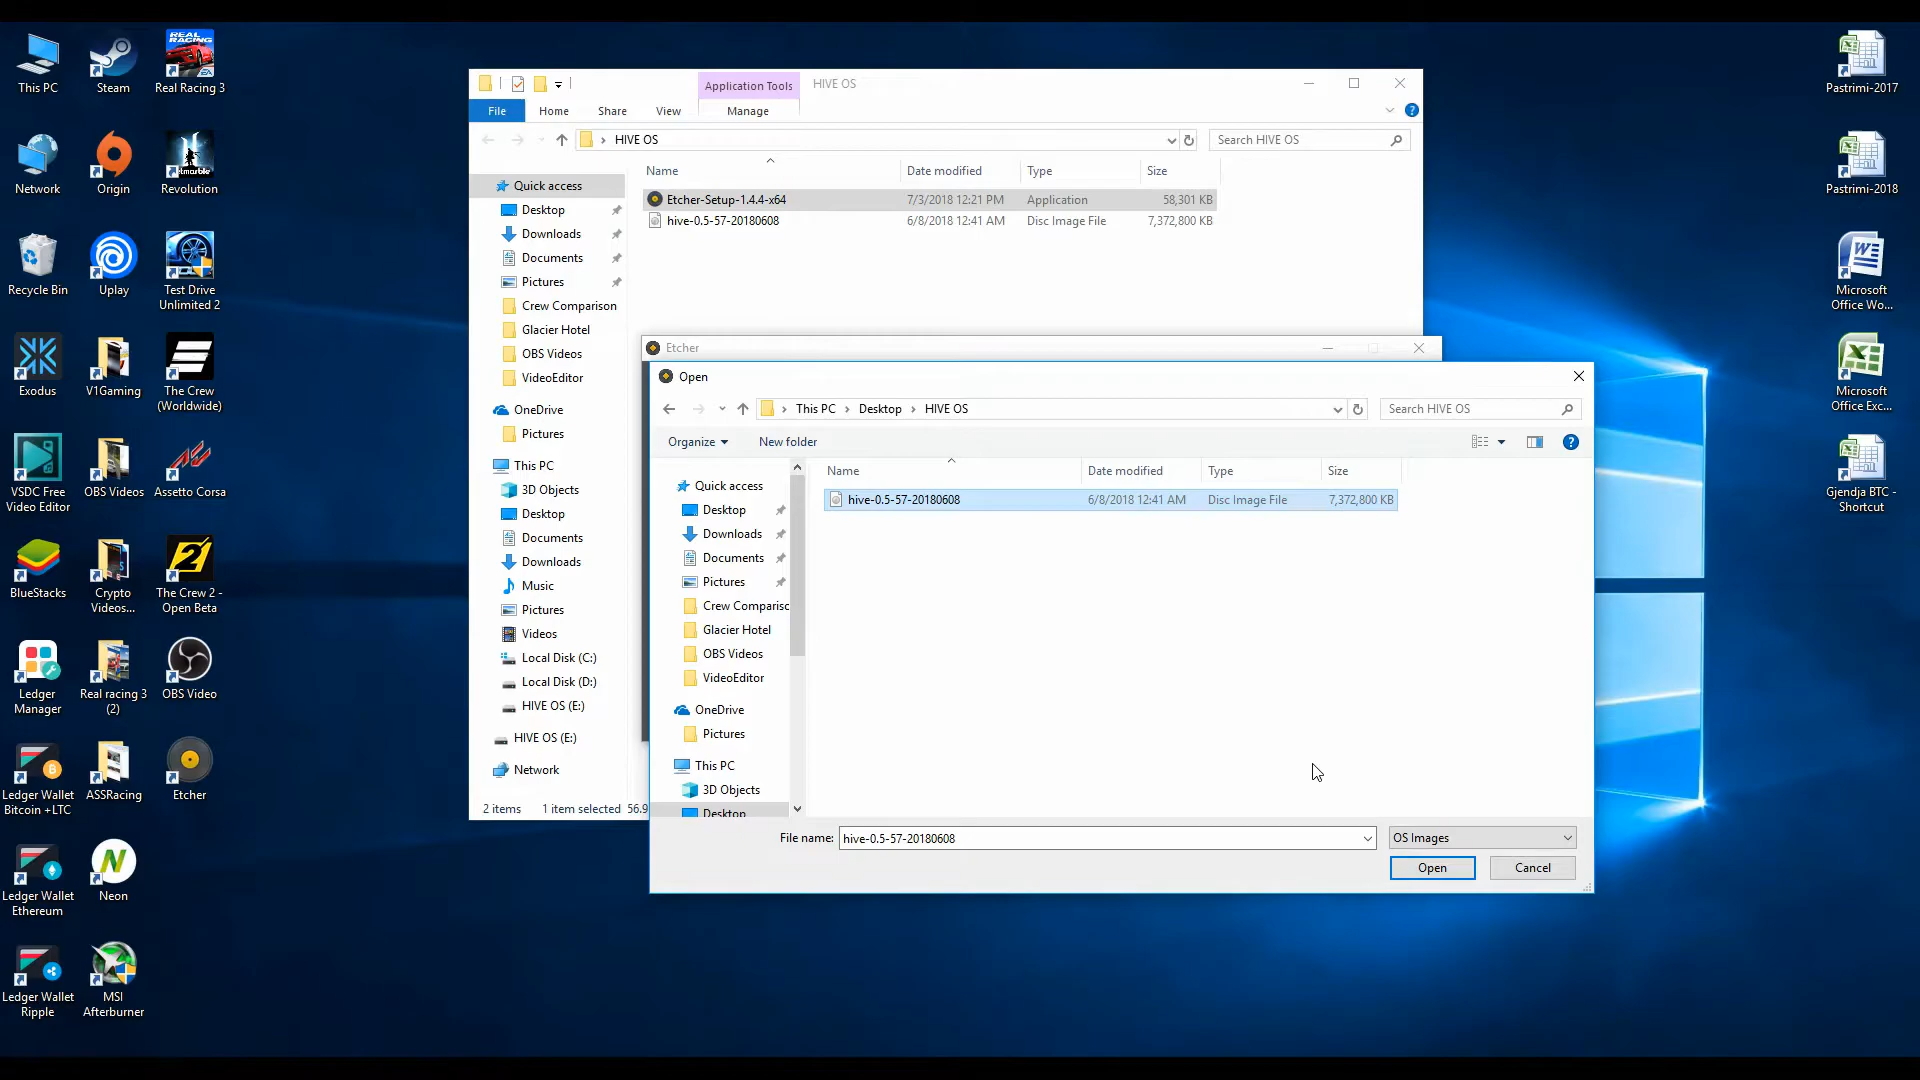 This PC
Steam
Real Racing 3
Network
Origin
Revolution
Recycle Bin
Uplay
Test Drive
Unlimited 2
Exodus
V1Gaming
The Crew
(Worldwide)
VSDC Free
Video Editor
OBS Videos
Assetto Corsa
BlueStacks
Crypto
Videos...
The Crew 2 -
Open Beta
Ledger
Manager
Real racing 3
(2)
OBS Video
Ledger Wallet
Bitcoin +LTC
ASSRacing
Etcher
Ledger Wallet
Ethereum
Neon
Ledger Wallet
Ripple
MSI
Afterburner
Application Tools
HIVE OS
File
Home
Share
View
Manage
HIVE OS
Search HIVE OS
Name
Date modified
Type
Size
Etcher-Setup-1.4.4-x64
7/3/2018 12:21 PM
Application
58,301 KB
hive-0.5-57-20180608
6/8/2018 12:41 AM
Disc Image File
7,372,800 KB
Quick access
Desktop
Downloads
Documents
Pictures
Crew Comparison
Glacier Hotel
OBS Videos
VideoEditor
OneDrive
Pictures
This PC
3D Objects
Desktop
Documents
Downloads
Music
Pictures
Videos
Local Disk (C:)
Local Disk (D:)
HIVE OS (E:)
HIVE OS (E:)
Network
2 items
1 item selected 56.9
Etcher
Open
This PC
Desktop
HIVE OS
Search HIVE OS
Organize
New folder
Name
Date modified
Type
Size
hive-0.5-57-20180608
6/8/2018 12:41 AM
Disc Image File
7,372,800 KB
Quick access
Desktop
Downloads
Documents
Pictures
Crew Comparisc
Glacier Hotel
OBS Videos
VideoEditor
OneDrive
Pictures
This PC
3D Objects
Desktop
File name:
hive-0.5-57-20180608
OS Images
Open
Cancel
Pastrimi-2017
Pastrimi-2018
Microsoft
Office Wo...
Microsoft
Office Exc...
Gjendja BTC -
Shortcut